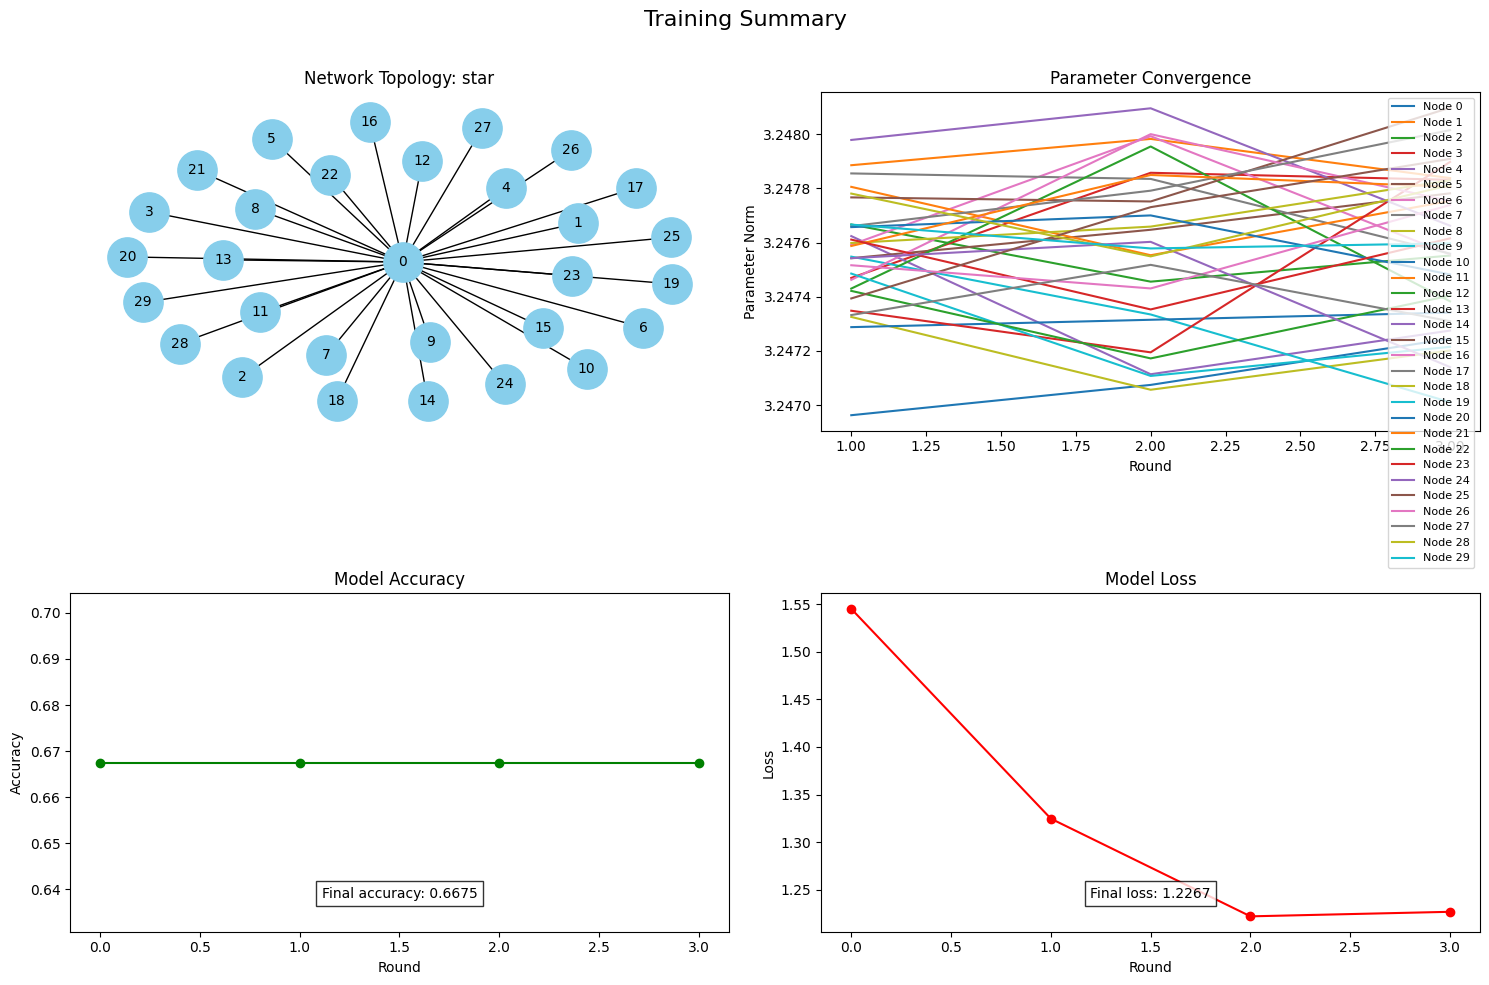 Training Summary
Network Topology: star
16
27
5
26
12
21
22
4
17
3
8
1
25
20
13
0
23
19
29
11
6
15
28
9
7
10
2
24
18
14
Parameter Convergence
Parameter Norm
3.2480
3.2478
3.2476
3.2474
3.2472
3.2470
1.00 1.25 1.50 1.75 2.00 2.25 2.50 2.75 3.00
Round
Node 0
Node 1
Node 2
Node 3
Node 4
Node 5
Node 6
Node 7
Node 8
Node 9
Node 10
Node 11
Node 12
Node 13
Node 14
Node 15
Node 16
Node 17
Node 18
Node 19
Node 20
Node 21
Node 22
Node 23
Node 24
Node 25
Node 26
Node 27
Node 28
Node 29
Model Accuracy
Accuracy
0.70
0.69
0.68
0.67
0.66
0.65
0.64
Final accuracy: 0.6675
0.0 0.5 1.0 1.5 2.0 2.5 3.0
Round
Model Loss
Loss
1.55
1.50
1.45
1.40
1.35
1.30
1.25
Final loss: 1.2267
0.0 0.5 1.0 1.5 2.0 2.5 3.0
Round